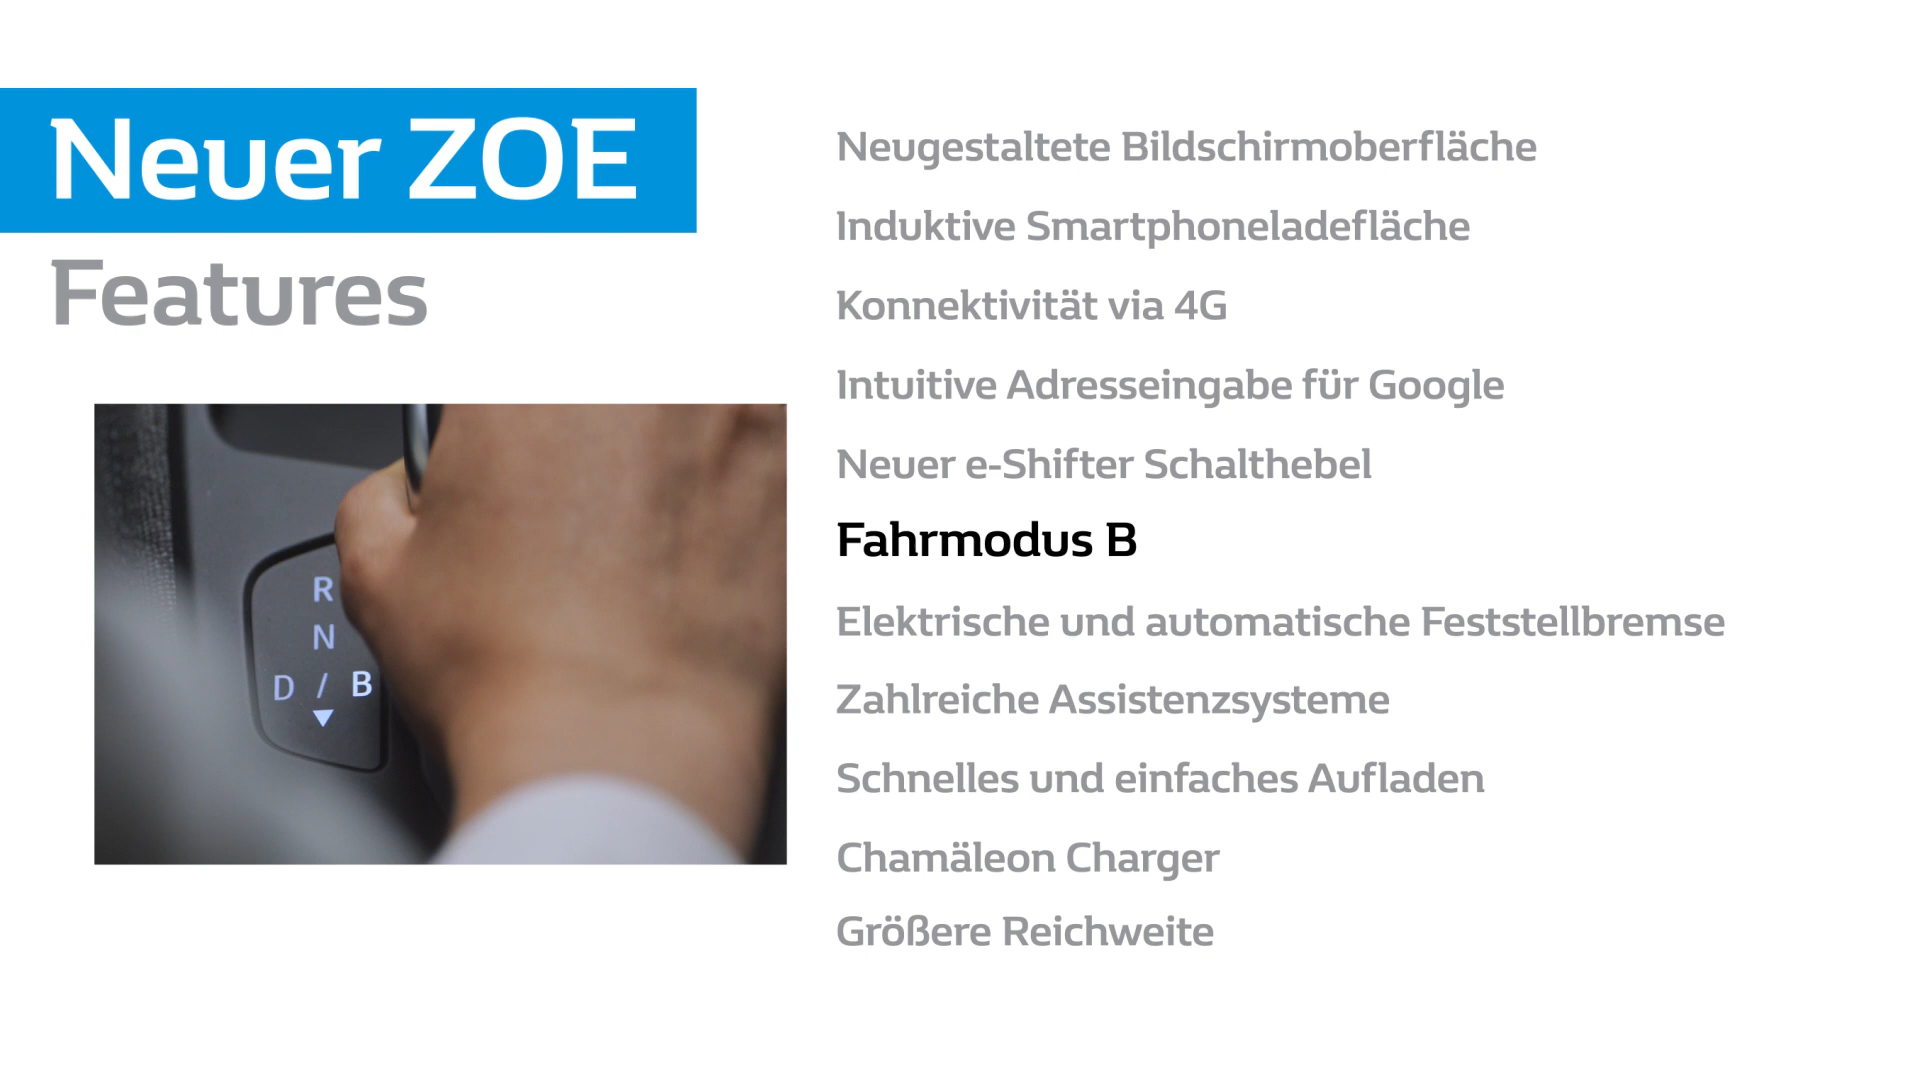 Neuer ZOE
Features
R
N
D / B
Neugestaltete Bildschirmoberfläche
Induktive Smartphoneladefläche
Konnektivität via 4G
Intuitive Adresseingabe für Google
Neuer e-Shifter Schalthebel
Fahrmodus B
Elektrische und automatische Feststellbremse
Zahlreiche Assistenzsysteme
Schnelles und einfaches Aufladen
Chamäleon Charger
Größere Reichweite